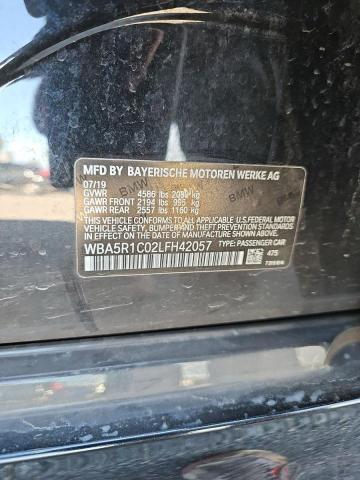 MFD BY BAYERISCHE MOTOREN WERKE AG
07/19
GVWR 4586 lbs 2080 kg
GAWR FRONT 2194 lbs 995 kg
GAWR REAR 2557 lbs 1160 kg
THIS VEHICLE CONFORMS TO ALL APPLICABLE U.S. FEDERAL MOTOR
VEHICLE SAFETY, BUMPER, AND THEFT PREVENTION STANDARDS
IN EFFECT ON THE DATE OF MANUFACTURE SHOWN ABOVE.
WBA5R1C02LFH42057 TYPE: PASSENGER CAR
475